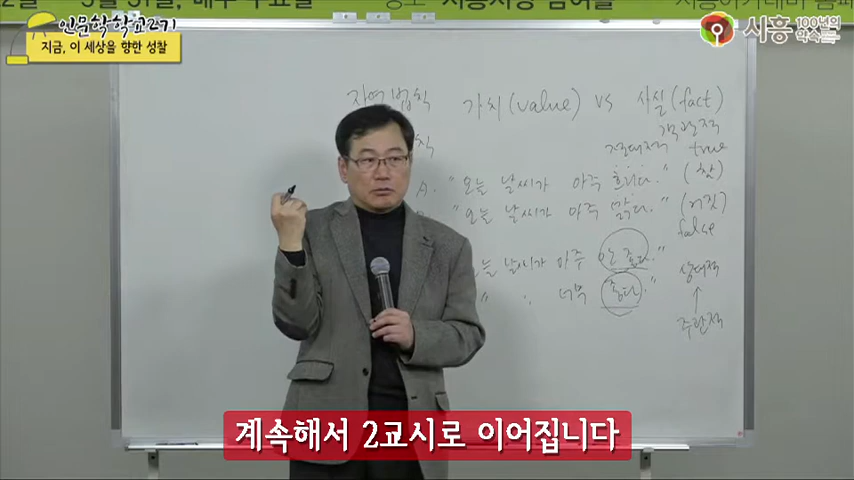 인문학학교2기
지금, 이 세상을 향한 성찰
시흥 100년의 약속
자연법칙 가치(value) vs 사실(fact)
칙 절대적 객관적
true
A. "오늘 날씨가 아주 흐리다." (참)
"오늘 날씨가 아주 맑다." (거짓)
false
늘 날씨가 아주 안 좋다."
" 너무 좋다."
상대적
↑
주관적
계속해서 2교시로 이어집니다